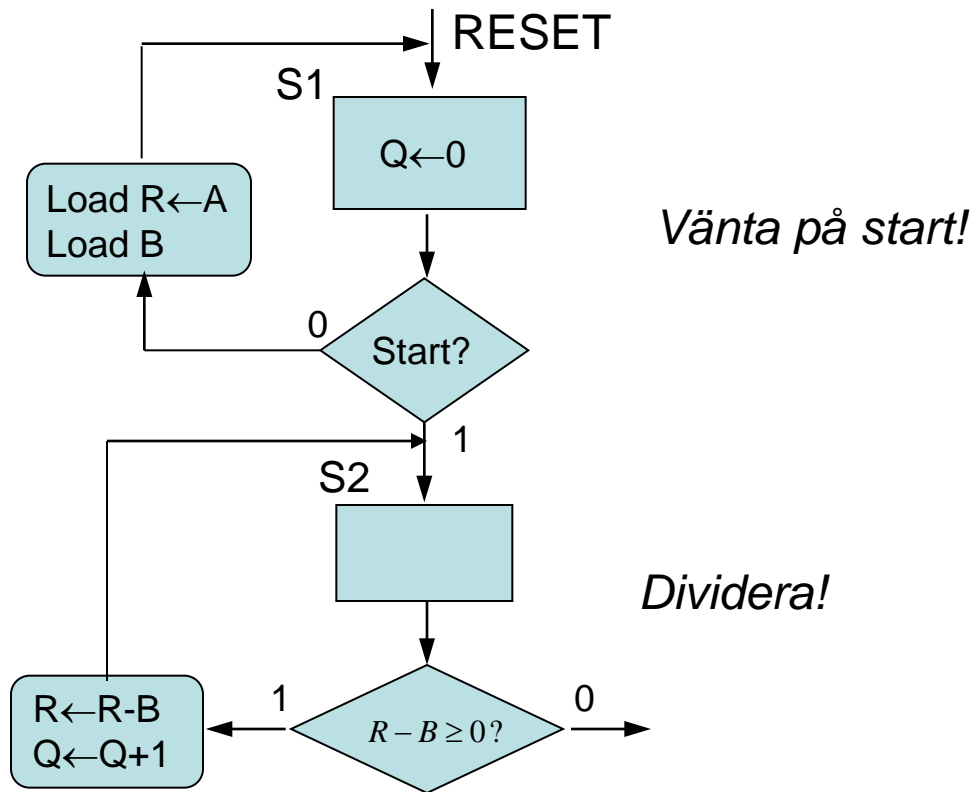 RESET
S1
Q←0
Load R←A
Load B
Vänta på start!
0
Start?
1
S2
Dividera!
R←R-B
Q←Q+1
1
R − B ≥ 0 ?
0